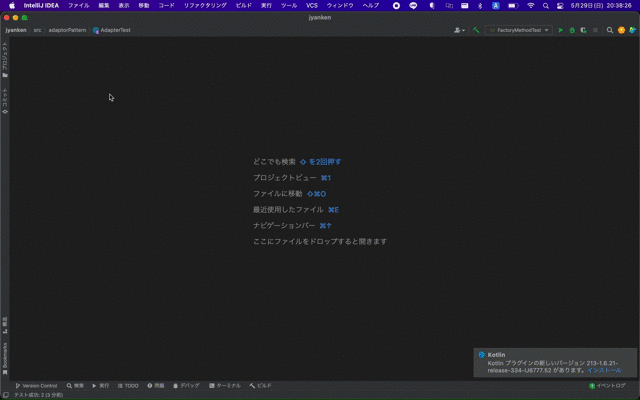 IntelliJ IDEA ファイル 編集 表示 移動 コード リファクタリング ビルド 実行 ツール VCS ウィンドウ ヘルプ A 5月29日(日) 20:38:26
jyanken
jyanken src adaptorPattern AdapterTest FactoryMethodTest
プロジェクト
コミット
どこでも検索 ⇧ を2回押す
プロジェクトビュー ⌘1
ファイルに移動 ⇧⌘O
最近使用したファイル ⌘E
ナビゲーションバー ⌘↑
ここにファイルをドロップすると開きます
構造
Bookmarks
Kotlin
Kotlin プラグインの新しいバージョン 213-1.6.21-
release-334-IJ6777.52 があります。インストール
Version Control 検索 実行 TODO 問題 デバッグ ターミナル ビルド 1 イベントログ
テスト成功: 2 (5 分前)